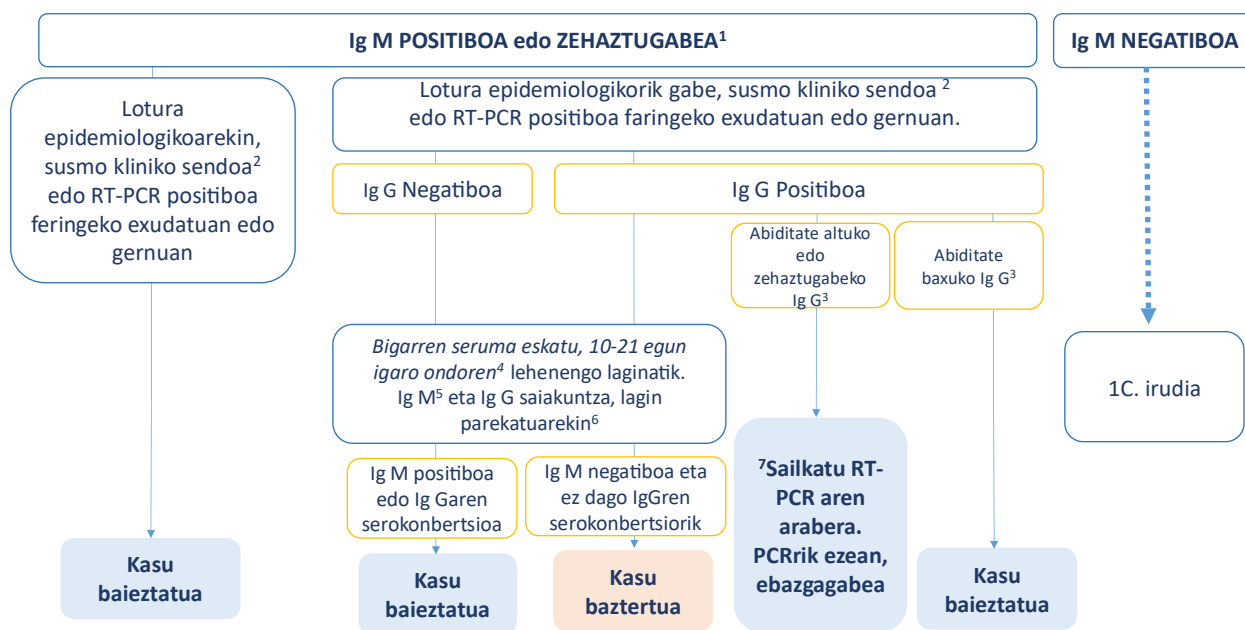 Ig M POSITIBOA edo ZEHAZTUGABEA¹
Ig M NEGATIBOA
Lotura
epidemiologikoarekin,
susmo kliniko sendoa²
edo RT-PCR positiboa
feringeko exudatuan edo
gernuan
Lotura epidemiologikorik gabe, susmo kliniko sendoa ²
edo RT-PCR positiboa faringeko exudatuan edo gernuan.
Ig G Negatiboa
Ig G Positiboa
Abiditate altuko
edo
zehaztugabeko
Ig G³
Abiditate
baxuko Ig G³
Bigarren seruma eskatu, 10-21 egun
igaro ondoren⁴ lehenengo laginatik.
Ig M⁵ eta Ig G saiakuntza, lagin
parekatuarekin⁶
1C. irudia
Ig M positiboa
edo Ig Garen
serokonbertsioa
Ig M negatiboa eta
ez dago IgGren
serokonbertsiorik
⁷Sailkatu RT-
PCR aren
arabera.
PCRrik ezean,
ebazgagabea
Kasu
baieztatua
Kasu
baieztatua
Kasu
baztertua
Kasu
baieztatua